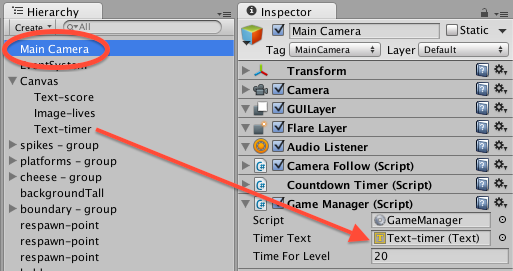 Hierarchy
Inspector
Create
All
Main Camera
Static
Tag
MainCamera
Layer
Default
Main Camera
EventSystem
Canvas
Text-score
Image-lives
Text-timer
spikes - group
platforms - group
cheese - group
backgroundTall
boundary - group
respawn-point
respawn-point
respawn-point
Transform
Camera
GUILayer
Flare Layer
Audio Listener
Camera Follow (Script)
Countdown Timer (Script)
Game Manager (Script)
Script
GameManager
Timer Text
Text-timer (Text)
Time For Level
20